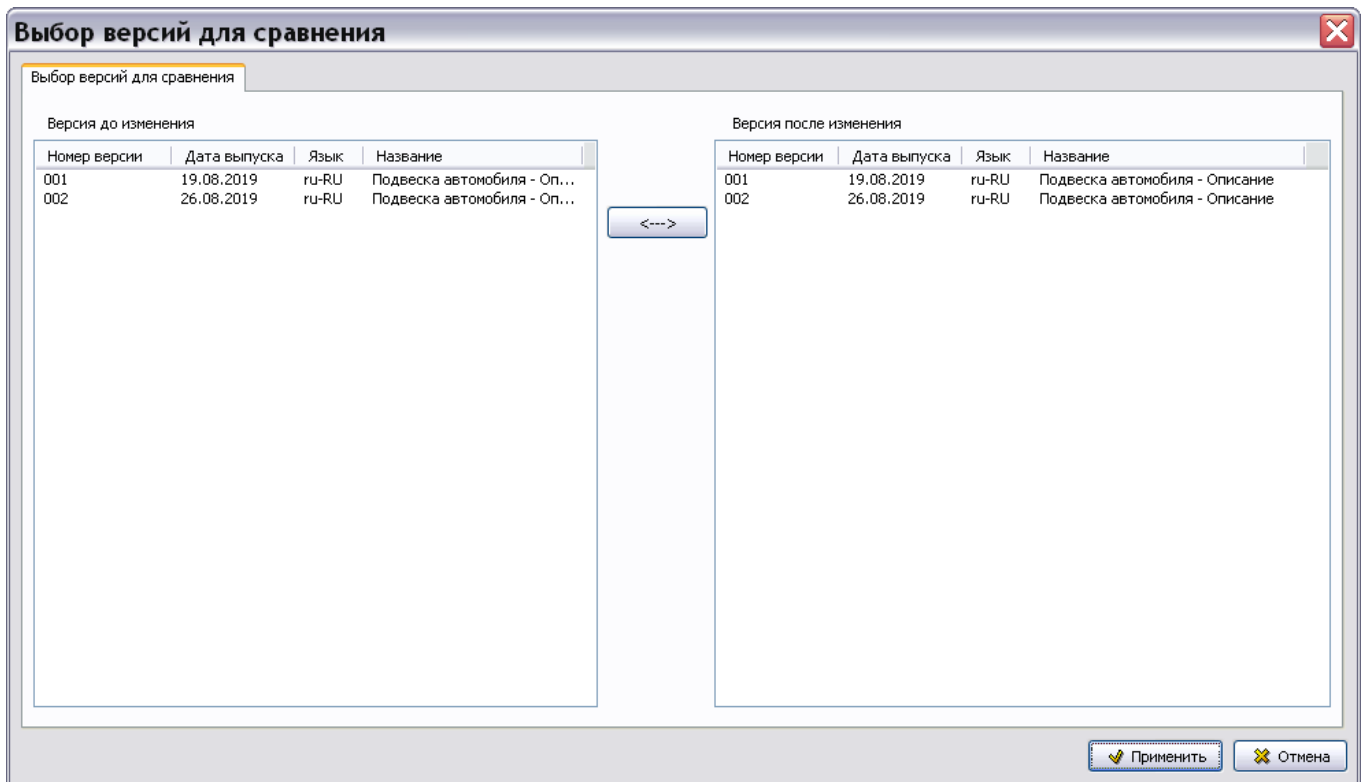 Выбор версий для сравнения
Выбор версий для сравнения
Версия до изменения
Номер версии Дата выпуска Язык Название
001 19.08.2019 ru-RU Подвеска автомобиля - Оп...
002 26.08.2019 ru-RU Подвеска автомобиля - Оп...
<--->
Версия после изменения
Номер версии Дата выпуска Язык Название
001 19.08.2019 ru-RU Подвеска автомобиля - Описание
002 26.08.2019 ru-RU Подвеска автомобиля - Описание
Применить Отмена